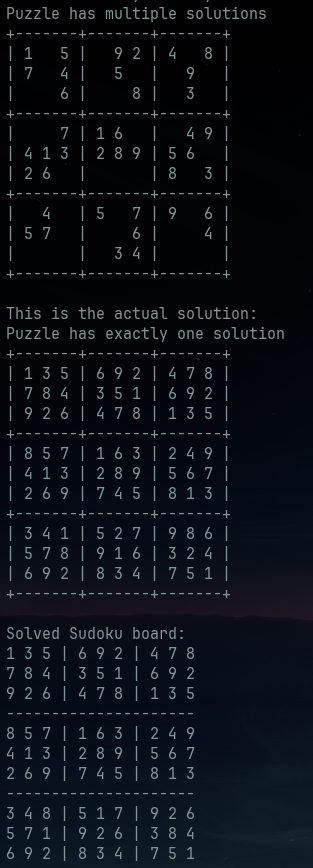 Puzzle has multiple solutions
+-------+-------+-------+
| 1   5 |   9 2 | 4   8 |
| 7   4 |   5   |   9   |
|     6 |     8 |   3   |
+-------+-------+-------+
|     7 | 1 6   |   4 9 |
| 4 1 3 | 2 8 9 | 5 6   |
| 2 6   |       | 8   3 |
+-------+-------+-------+
|   4   | 5   7 | 9   6 |
| 5 7   |     6 |     4 |
|       |   3 4 |       |
+-------+-------+-------+
This is the actual solution:
Puzzle has exactly one solution
+-------+-------+-------+
| 1 3 5 | 6 9 2 | 4 7 8 |
| 7 8 4 | 3 5 1 | 6 9 2 |
| 9 2 6 | 4 7 8 | 1 3 5 |
+-------+-------+-------+
| 8 5 7 | 1 6 3 | 2 4 9 |
| 4 1 3 | 2 8 9 | 5 6 7 |
| 2 6 9 | 7 4 5 | 8 1 3 |
+-------+-------+-------+
| 3 4 1 | 5 2 7 | 9 8 6 |
| 5 7 8 | 9 1 6 | 3 2 4 |
| 6 9 2 | 8 3 4 | 7 5 1 |
+-------+-------+-------+
Solved Sudoku board:
1 3 5 | 6 9 2 | 4 7 8
7 8 4 | 3 5 1 | 6 9 2
9 2 6 | 4 7 8 | 1 3 5
---------------------
8 5 7 | 1 6 3 | 2 4 9
4 1 3 | 2 8 9 | 5 6 7
2 6 9 | 7 4 5 | 8 1 3
---------------------
3 4 8 | 5 1 7 | 9 2 6
5 7 1 | 9 2 6 | 3 8 4
6 9 2 | 8 3 4 | 7 5 1